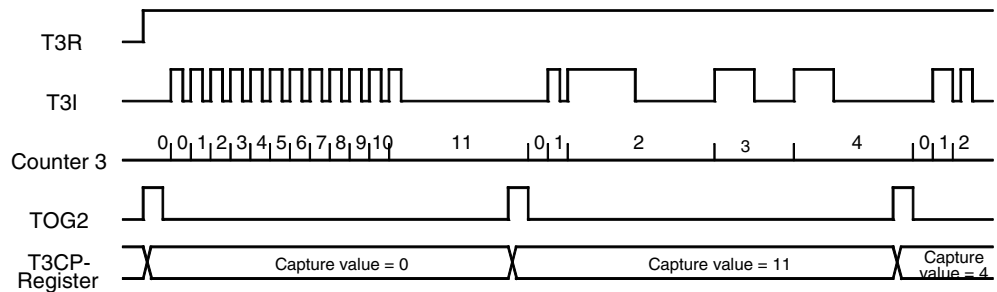 T3R
T3I
Counter 3 0 0 1 2 3 4 5 6 7 8 9 10 11 0 1 2 3 4 0 1 2
TOG2
T3CP-
Register
Capture value = 0
Capture value = 11
Capture
value = 4